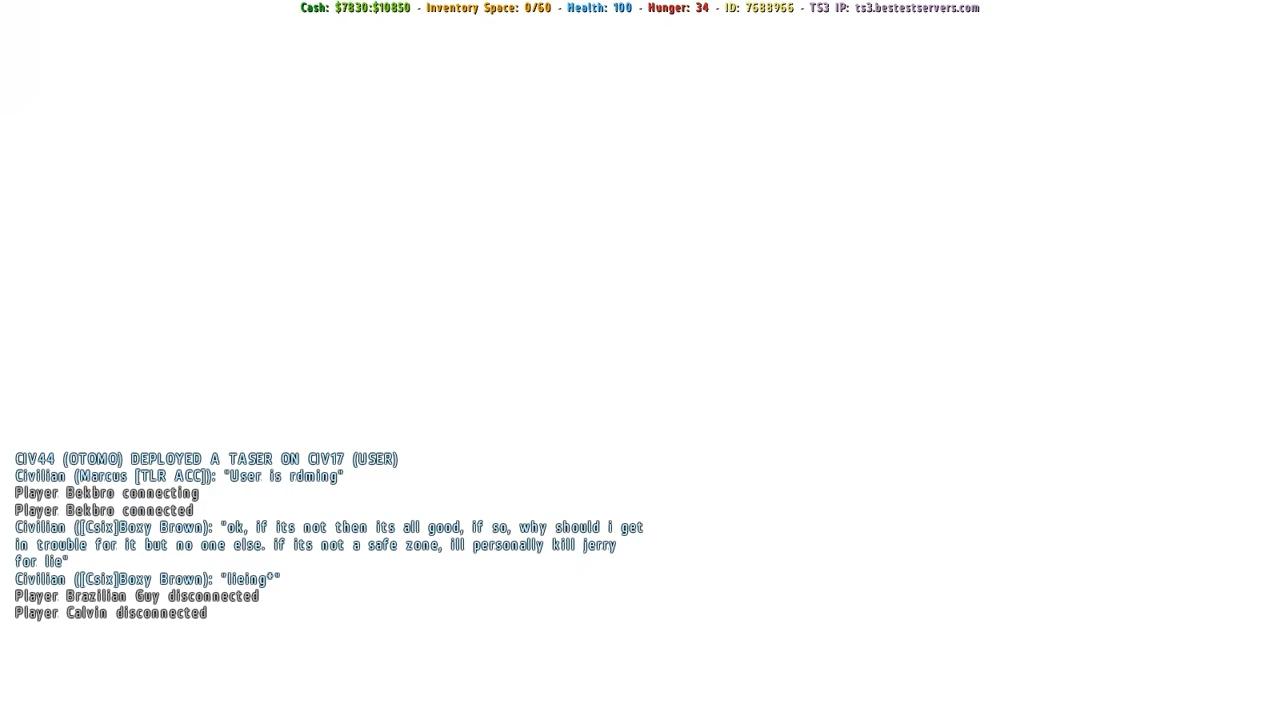 Cash: $7830:$10850 - Inventory Space: 0/60 - Health: 100 - Hunger: 34 - ID: 7688966 - TS3 IP: ts3.bestestservers.com
CIV44 (OTOMO) DEPLOYED A TASER ON CIV17 (USER)
Civilian (Marcus [TLR ACC]): "User is rdming"
Player Bekbro connecting
Player Bekbro connected
Civilian ([Csix]Boxy Brown): "ok, if its not then its all good, if so, why should i get
in trouble for it but no one else. if its not a safe zone, ill personally kill jerry
for lie"
Civilian ([Csix]Boxy Brown): "lieing*"
Player Brazilian Guy disconnected
Player Calvin disconnected